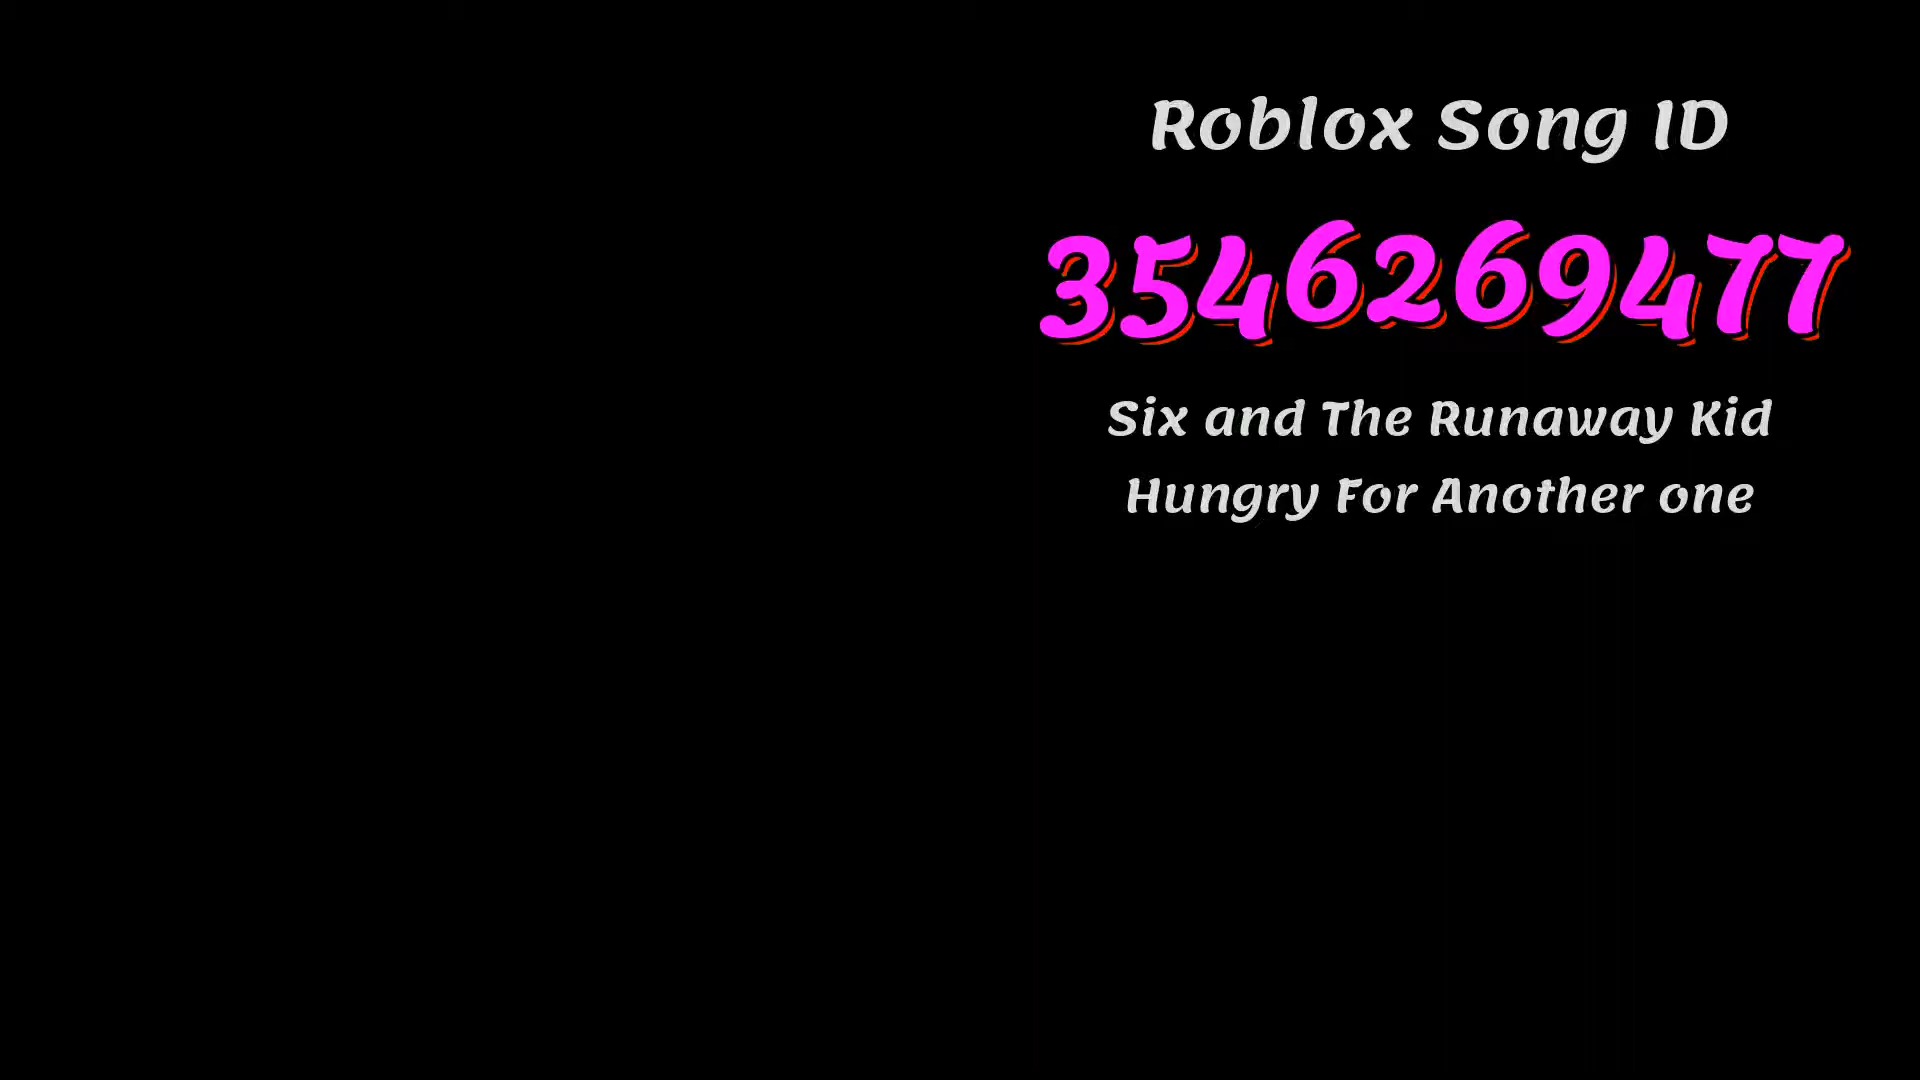 Roblox Song ID
3546269477
Six and The Runaway Kid
Hungry For Another one